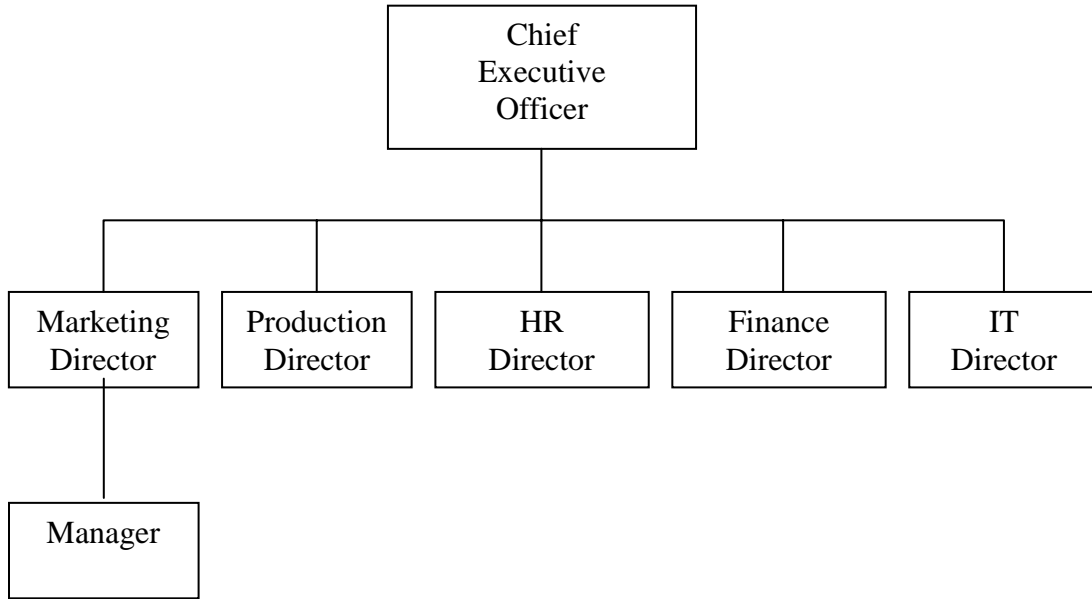 Chief
Executive
Officer
Marketing
Director
Production
Director
HR
Director
Finance
Director
IT
Director
Manager